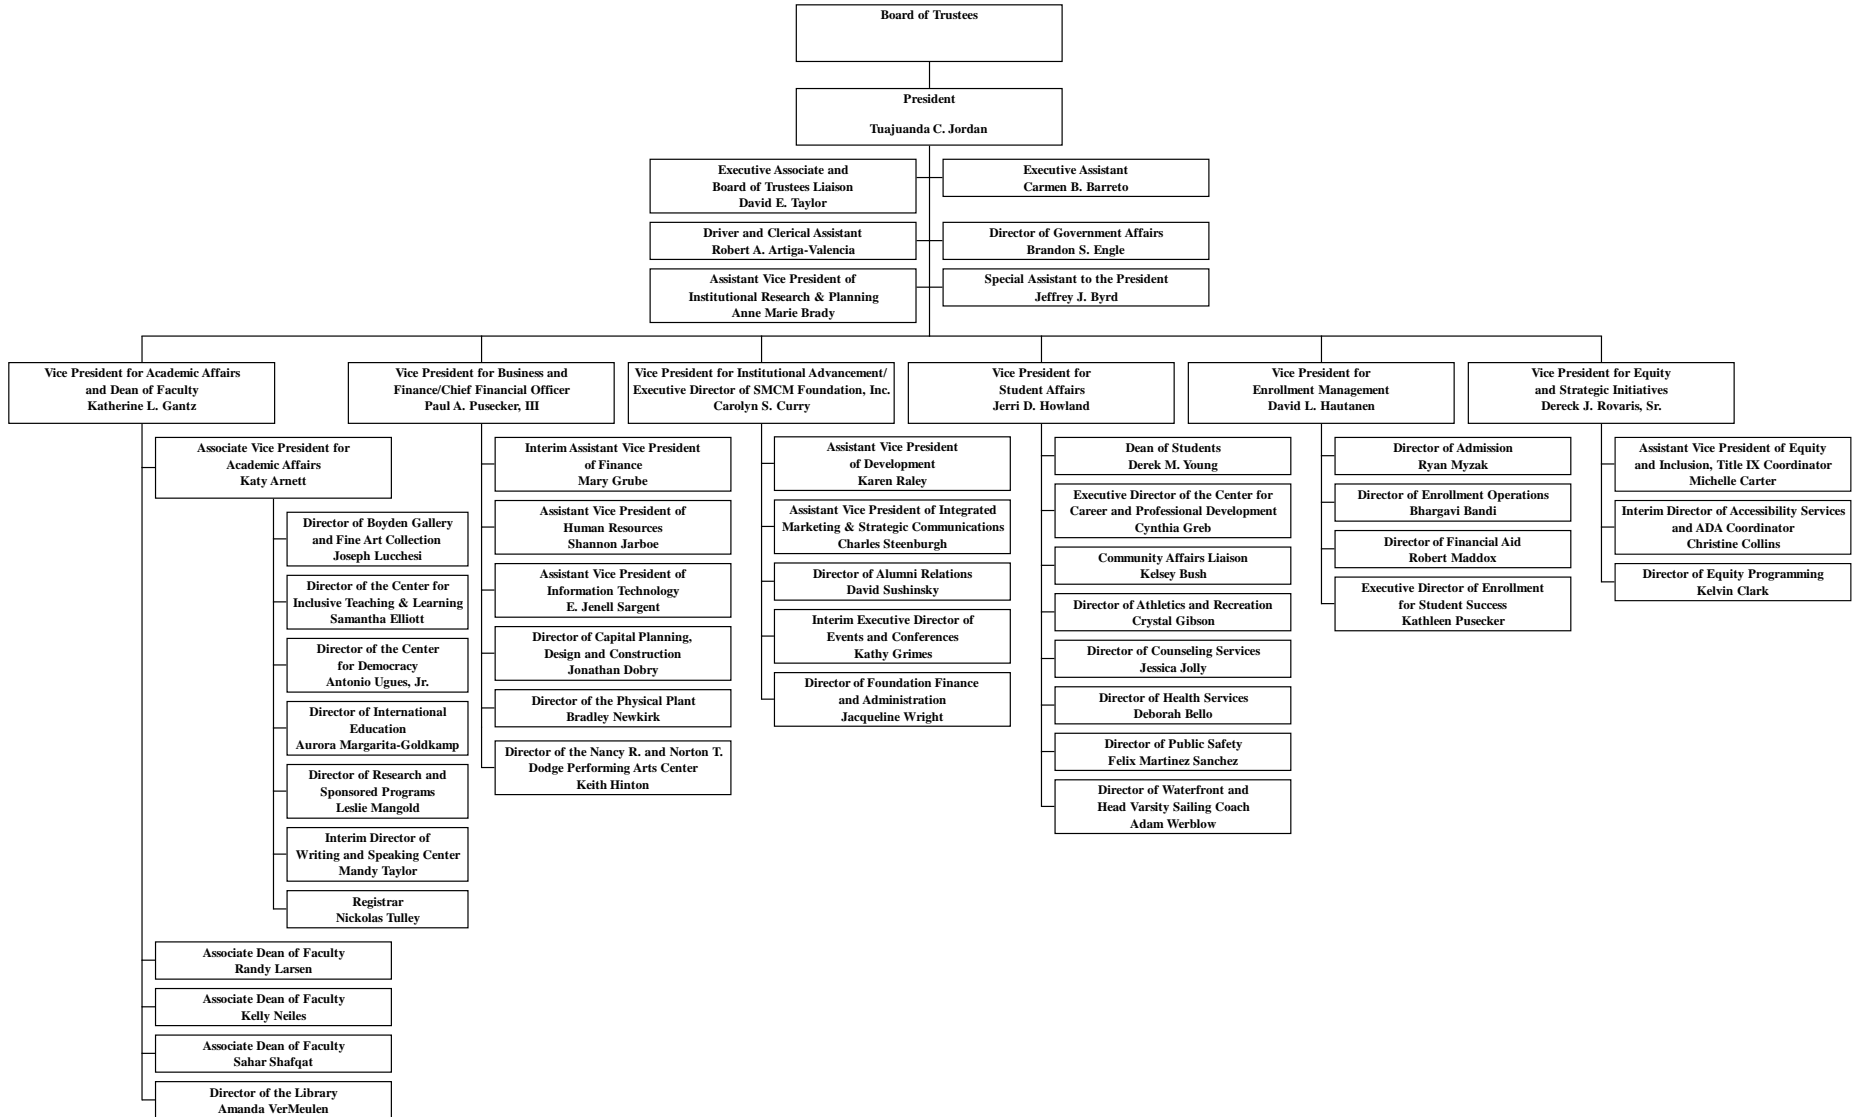 Board of Trustees
President
Tuajuanda C. Jordan
Executive Associate and
Board of Trustees Liaison
David E. Taylor
Executive Assistant
Carmen B. Barreto
Driver and Clerical Assistant
Robert A. Artiga-Valencia
Director of Government Affairs
Brandon S. Engle
Assistant Vice President of
Institutional Research & Planning
Anne Marie Brady
Special Assistant to the President
Jeffrey J. Byrd
Vice President for Academic Affairs
and Dean of Faculty
Katherine L. Gantz
Associate Vice President for
Academic Affairs
Katy Arnett
Director of Boyden Gallery
and Fine Art Collection
Joseph Lucchesi
Director of the Center for
Inclusive Teaching & Learning
Samantha Elliott
Director of the Center
for Democracy
Antonio Ugues, Jr.
Director of International
Education
Aurora Margarita-Goldkamp
Director of Research and
Sponsored Programs
Leslie Mangold
Interim Director of
Writing and Speaking Center
Mandy Taylor
Registrar
Nickolas Tulley
Associate Dean of Faculty
Randy Larsen
Associate Dean of Faculty
Kelly Neiles
Associate Dean of Faculty
Sahar Shafqat
Director of the Library
Amanda VerMeulen
Vice President for Business and
Finance/Chief Financial Officer
Paul A. Pusecker, III
Interim Assistant Vice President
of Finance
Mary Grube
Assistant Vice President of
Human Resources
Shannon Jarboe
Assistant Vice President of
Information Technology
E. Jenell Sargent
Director of Capital Planning,
Design and Construction
Jonathan Dobry
Director of the Physical Plant
Bradley Newkirk
Director of the Nancy R. and Norton T.
Dodge Performing Arts Center
Keith Hinton
Vice President for Institutional Advancement/
Executive Director of SMCM Foundation, Inc.
Carolyn S. Curry
Assistant Vice President
of Development
Karen Raley
Assistant Vice President of Integrated
Marketing & Strategic Communications
Charles Steenburgh
Director of Alumni Relations
David Sushinsky
Interim Executive Director of
Events and Conferences
Kathy Grimes
Director of Foundation Finance
and Administration
Jacqueline Wright
Vice President for
Student Affairs
Jerri D. Howland
Dean of Students
Derek M. Young
Executive Director of the Center for
Career and Professional Development
Cynthia Greb
Community Affairs Liaison
Kelsey Bush
Director of Athletics and Recreation
Crystal Gibson
Director of Counseling Services
Jessica Jolly
Director of Health Services
Deborah Bello
Director of Public Safety
Felix Martinez Sanchez
Director of Waterfront and
Head Varsity Sailing Coach
Adam Werblow
Vice President for
Enrollment Management
David L. Hautanen
Director of Admission
Ryan Myzak
Director of Enrollment Operations
Bhargavi Bandi
Director of Financial Aid
Robert Maddox
Executive Director of Enrollment
for Student Success
Kathleen Pusecker
Vice President for Equity
and Strategic Initiatives
Dereck J. Rovaris, Sr.
Assistant Vice President of Equity
and Inclusion, Title IX Coordinator
Michelle Carter
Interim Director of Accessibility Services
and ADA Coordinator
Christine Collins
Director of Equity Programming
Kelvin Clark